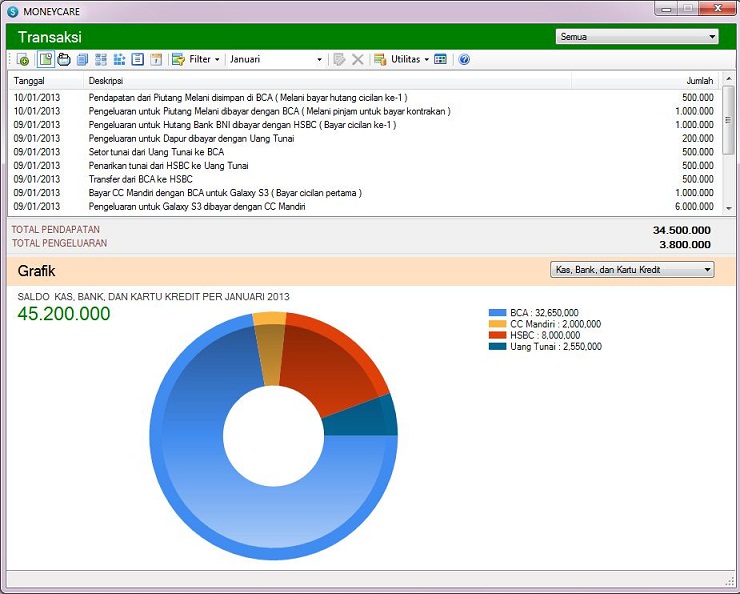 MONEYCARE
Transaksi
Semua
Filter
Januari
Utilitas
Tanggal Deskripsi Jumlah
10/01/2013 Pendapatan dari Piutang Melani disimpan di BCA ( Melani bayar hutang cicilan ke-1 ) 500.000
10/01/2013 Pengeluaran untuk Piutang Melani dibayar dengan BCA ( Melani pinjam untuk bayar kontrakan ) 1.000.000
09/01/2013 Pengeluaran untuk Hutang Bank BNI dibayar dengan HSBC ( Bayar cicilan ke-1 ) 1.000.000
09/01/2013 Pengeluaran untuk Dapur dibayar dengan Uang Tunai 200.000
09/01/2013 Setor tunai dari Uang Tunai ke BCA 500.000
09/01/2013 Penarikan tunai dari HSBC ke Uang Tunai 500.000
09/01/2013 Transfer dari BCA ke HSBC 500.000
09/01/2013 Bayar CC Mandiri dengan BCA untuk Galaxy S3 ( Bayar cicilan pertama ) 1.000.000
09/01/2013 Pengeluaran untuk Galaxy S3 dibayar dengan CC Mandiri 6.000.000
TOTAL PENDAPATAN 34.500.000
TOTAL PENGELUARAN 3.800.000
Grafik
Kas, Bank, dan Kartu Kredit
SALDO KAS, BANK, DAN KARTU KREDIT PER JANUARI 2013
45.200.000
BCA : 32,650,000
CC Mandiri : 2,000,000
HSBC : 8,000,000
Uang Tunai : 2,550,000